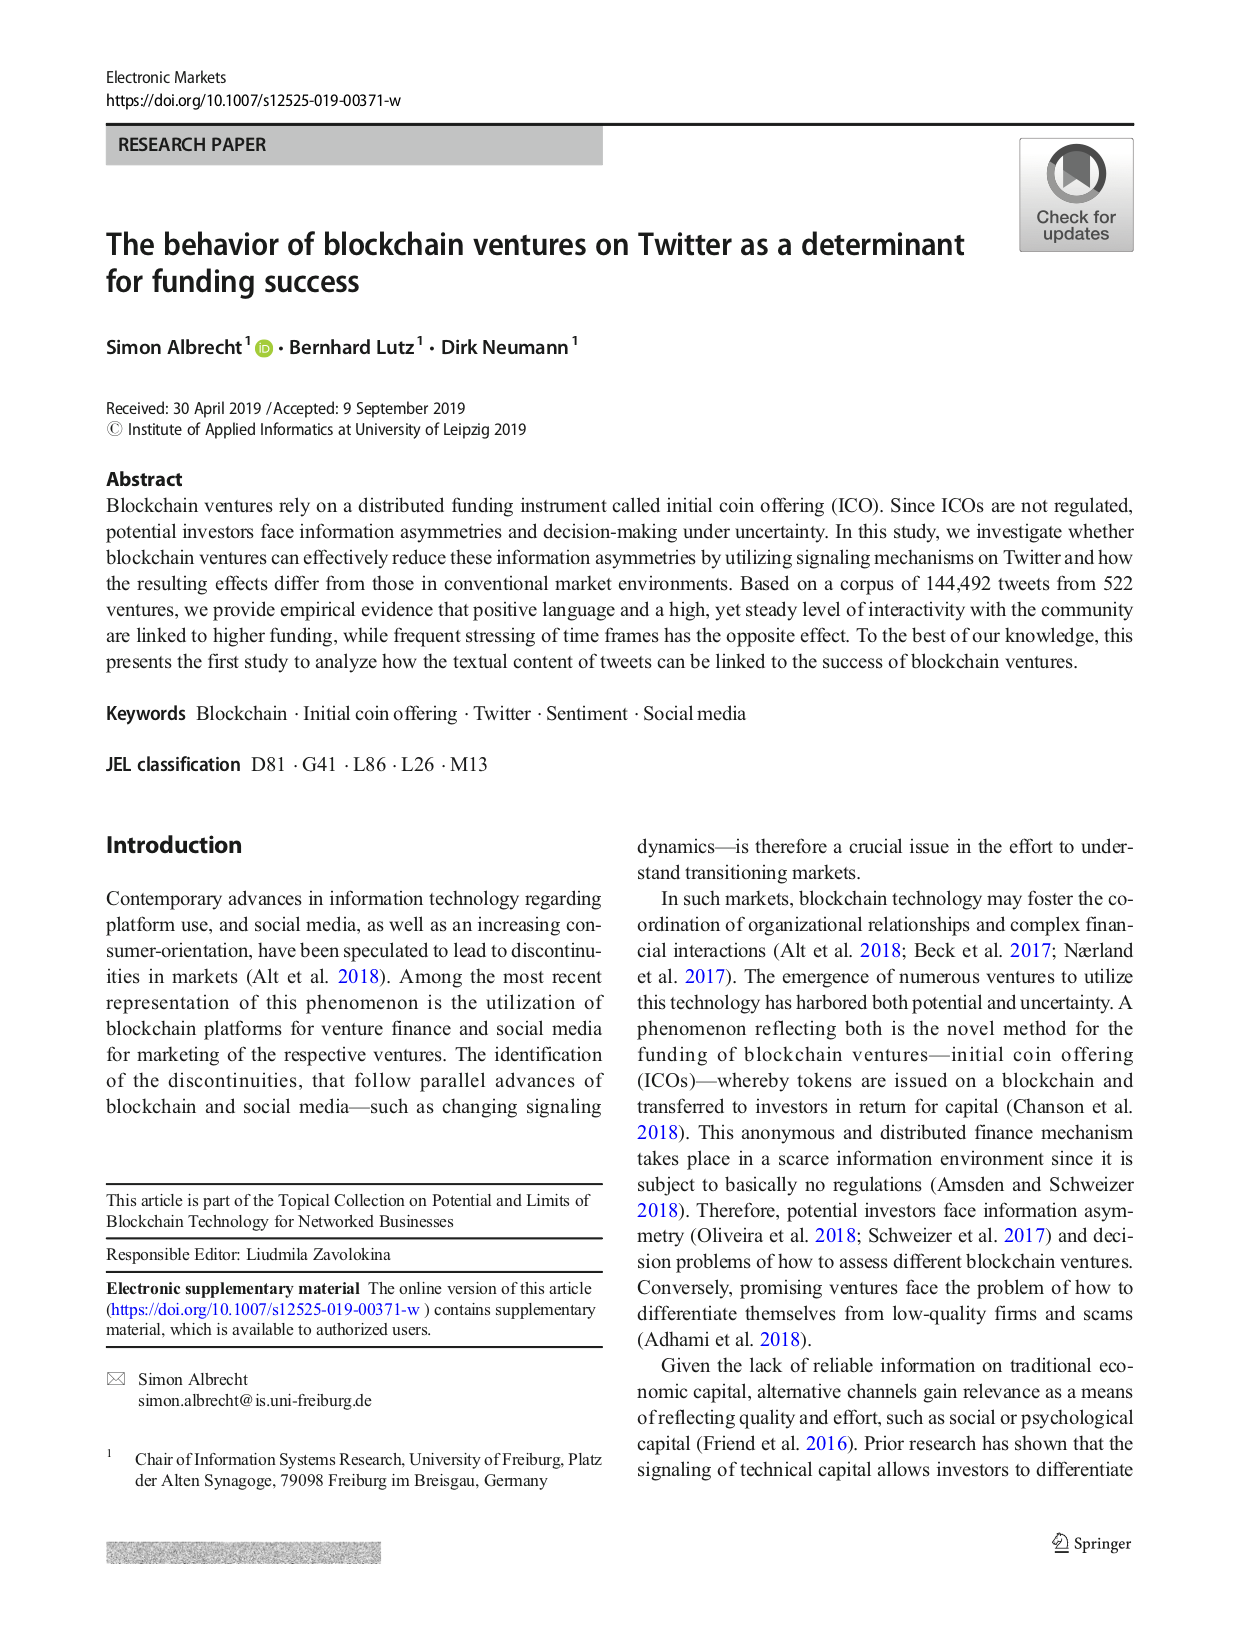 Electronic Markets
https://doi.org/10.1007/s12525-019-00371-w
RESEARCH PAPER
Check for
updates
The behavior of blockchain ventures on Twitter as a determinant
for funding success
Simon Albrecht 1 iD · Bernhard Lutz 1 · Dirk Neumann 1
Received: 30 April 2019 / Accepted: 9 September 2019
© Institute of Applied Informatics at University of Leipzig 2019
Abstract
Blockchain ventures rely on a distributed funding instrument called initial coin offering (ICO). Since ICOs are not regulated,
potential investors face information asymmetries and decision-making under uncertainty. In this study, we investigate whether
blockchain ventures can effectively reduce these information asymmetries by utilizing signaling mechanisms on Twitter and how
the resulting effects differ from those in conventional market environments. Based on a corpus of 144,492 tweets from 522
ventures, we provide empirical evidence that positive language and a high, yet steady level of interactivity with the community
are linked to higher funding, while frequent stressing of time frames has the opposite effect. To the best of our knowledge, this
presents the first study to analyze how the textual content of tweets can be linked to the success of blockchain ventures.
Keywords Blockchain · Initial coin offering · Twitter · Sentiment · Social media
JEL classification D81 · G41 · L86 · L26 · M13
Introduction
Contemporary advances in information technology regarding
platform use, and social media, as well as an increasing con-
sumer-orientation, have been speculated to lead to discontinu-
ities in markets (Alt et al. 2018). Among the most recent
representation of this phenomenon is the utilization of
blockchain platforms for venture finance and social media
for marketing of the respective ventures. The identification
of the discontinuities, that follow parallel advances of
blockchain and social media—such as changing signaling
This article is part of the Topical Collection on Potential and Limits of
Blockchain Technology for Networked Businesses
Responsible Editor: Liudmila Zavolokina
Electronic supplementary material The online version of this article
(https://doi.org/10.1007/s12525-019-00371-w ) contains supplementary
material, which is available to authorized users.
Simon Albrecht
simon.albrecht@is.uni-freiburg.de
1 Chair of Information Systems Research, University of Freiburg, Platz
der Alten Synagoge, 79098 Freiburg im Breisgau, Germany
dynamics—is therefore a crucial issue in the effort to under-
stand transitioning markets.
In such markets, blockchain technology may foster the co-
ordination of organizational relationships and complex finan-
cial interactions (Alt et al. 2018; Beck et al. 2017; Nærland
et al. 2017). The emergence of numerous ventures to utilize
this technology has harbored both potential and uncertainty. A
phenomenon reflecting both is the novel method for the
funding of blockchain ventures—initial coin offering
(ICOs)—whereby tokens are issued on a blockchain and
transferred to investors in return for capital (Chanson et al.
2018). This anonymous and distributed finance mechanism
takes place in a scarce information environment since it is
subject to basically no regulations (Amsden and Schweizer
2018). Therefore, potential investors face information asym-
metry (Oliveira et al. 2018; Schweizer et al. 2017) and deci-
sion problems of how to assess different blockchain ventures.
Conversely, promising ventures face the problem of how to
differentiate themselves from low-quality firms and scams
(Adhami et al. 2018).
Given the lack of reliable information on traditional eco-
nomic capital, alternative channels gain relevance as a means
of reflecting quality and effort, such as social or psychological
capital (Friend et al. 2016). Prior research has shown that the
signaling of technical capital allows investors to differentiate
Springer